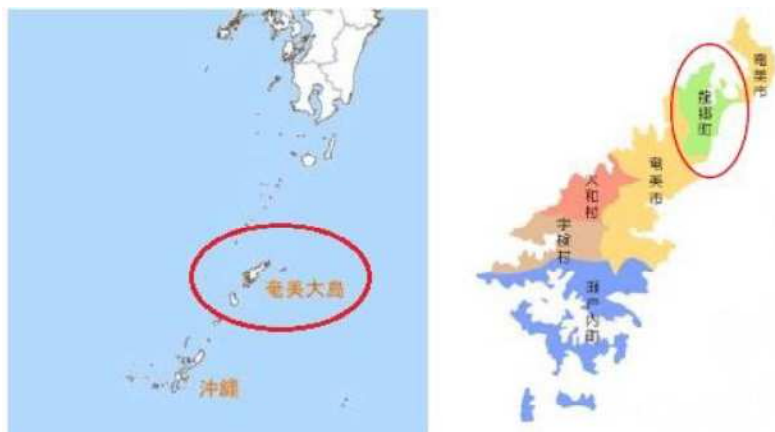 奄美大島
沖縄
奄美市
龍郷町
奄美市
大和村
宇検村
瀬戸内町